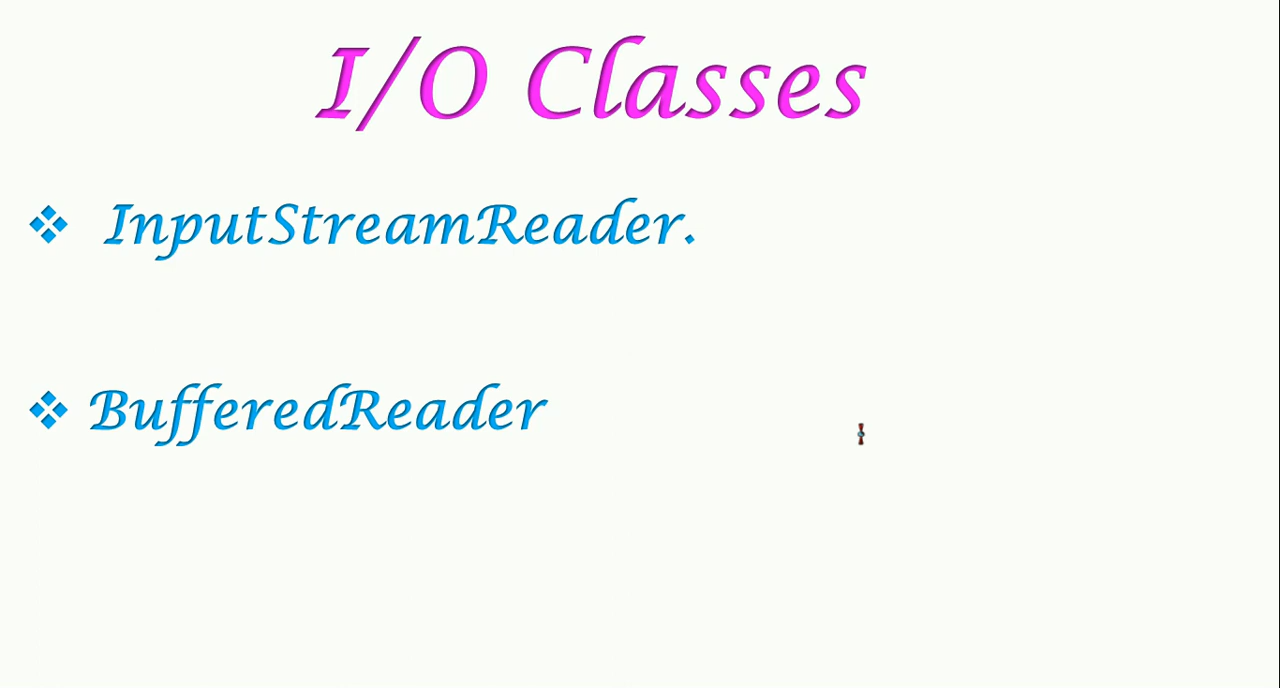 I/O Classes
❖ InputStreamReader.
❖ BufferedReader